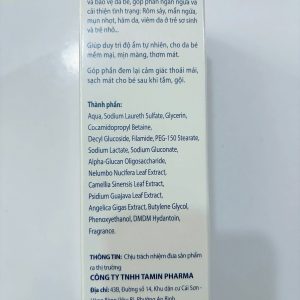 và bảo vệ da bé, góp phần ngăn ngừa và
cải thiện tình trạng: Rôm sảy, mẩn ngứa,
mụn nhọt, hăm da, viêm da ở trẻ sơ sinh
và trẻ nhỏ..
Giúp duy trì độ ẩm tự nhiên, cho da bé
mềm mại, mịn màng, thơm mát.
Góp phần đem lại cảm giác thoải mái,
sạch mát cho bé sau khi tắm, gội.
Thành phần:
Aqua, Sodium Laureth Sulfate, Glycerin,
Cocamidopropyl Betaine,
Decyl Glucoside, Filament, PEG-150 Stearate,
Sodium Lactate, Sodium Gluconate,
Alpha-Glucan Oligosaccharide,
Nelumbo Nucifera Leaf Extract,
Camellia Sinensis Leaf Extract,
Psidium Guajava Leaf Extract,
Angelica Gigas Extract, Butylene Glycol,
Phenoxyethanol, DMDM Hydantoin,
Fragrance.
THÔNG TIN: Chịu trách nhiệm đưa sản phẩm
ra thị trường
CÔNG TY TNHH TAMIN PHARMA
Địa chỉ: 43B, Đường số 14, Khu dân cư Cái Sơn -
Phường An Bình